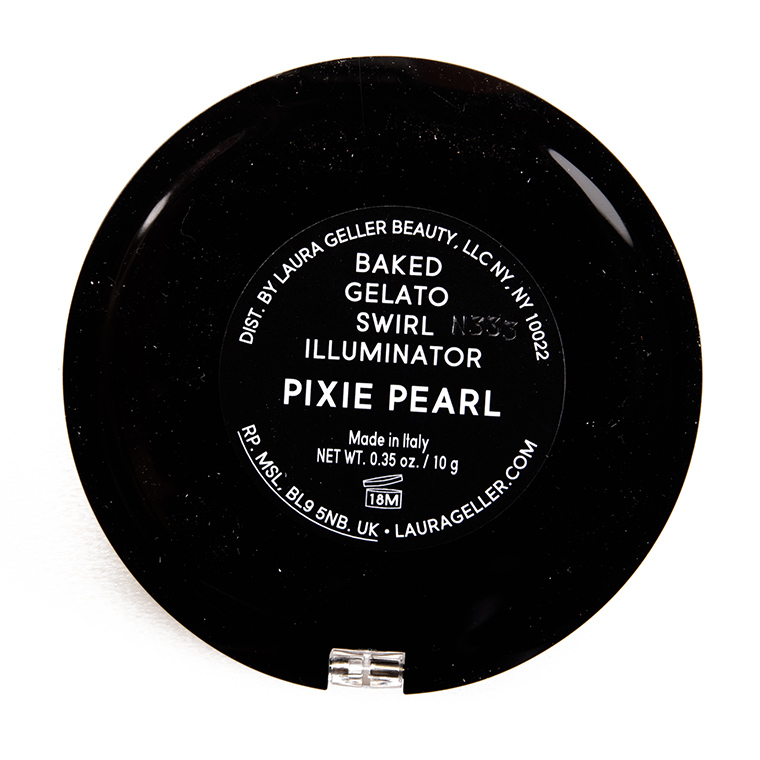 DIST. BY LAURA GELLER BEAUTY, LLC NY, NY 10022
BAKED
GELATO
SWIRL N333
ILLUMINATOR
PIXIE PEARL
Made in Italy
NET WT. 0.35 oz. / 10 g
18M
RP. MSL, BL9 5NB. UK • LAURAGELLER.COM